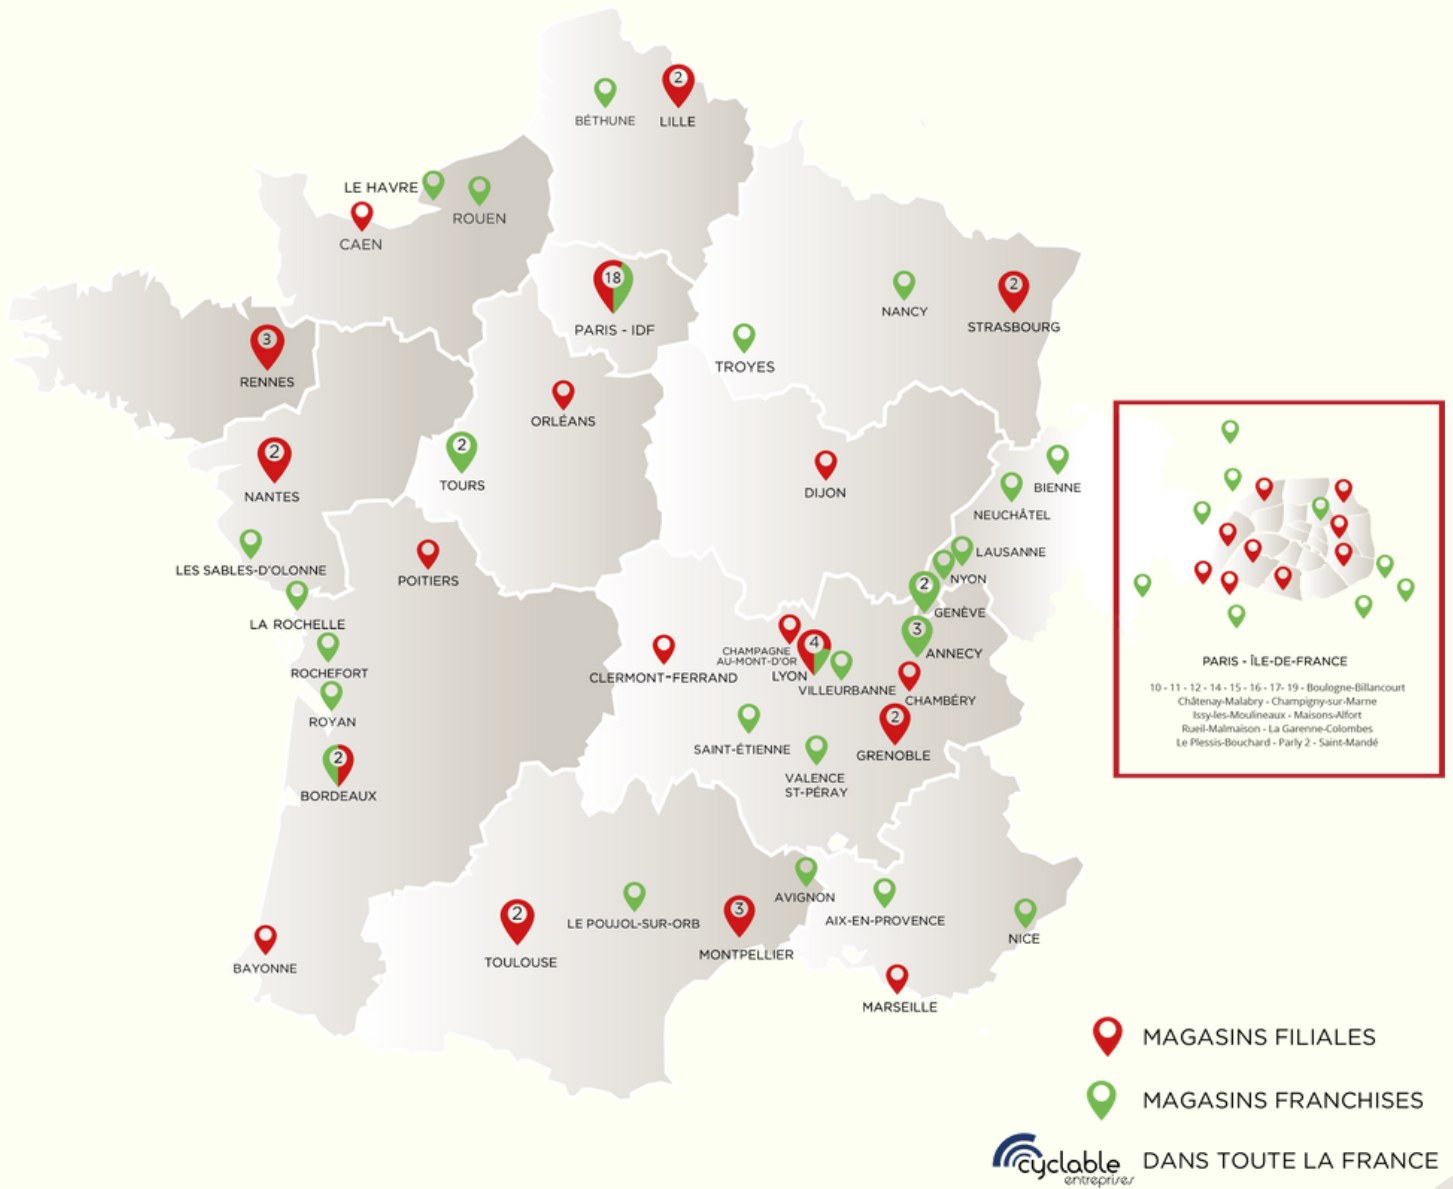 2
BÉTHUNE
LILLE
LE HAVRE
ROUEN
CAEN
18
PARIS - IDF
NANCY
2
STRASBOURG
TROYES
3
RENNES
ORLÉANS
2
NANTES
2
TOURS
DIJON
BIENNE
NEUCHÂTEL
LES SABLES-D'OLONNE
POITIERS
LAUSANNE
NYON
2
GENÈVE
LA ROCHELLE
3
ANNECY
ROCHEFORT
CLERMONT-FERRAND
CHAMPAGNE
AU-MONT-D'OR
4
LYON
VILLEURBANNE
CHAMBÉRY
ROYAN
SAINT-ÉTIENNE
2
GRENOBLE
2
BORDEAUX
VALENCE
ST-PÉRAY
AVIGNON
AIX-EN-PROVENCE
NICE
2
TOULOUSE
LE POUJOL-SUR-ORB
3
MONTPELLIER
BAYONNE
MARSEILLE
PARIS - ÎLE-DE-FRANCE
10 - 11 - 12 - 14 - 15 - 16 - 17- 19 - Boulogne-Billancourt
Châtenay-Malabry - Champigny-sur-Marne
Issy-les-Moulineaux - Maisons-Alfort
Rueil-Malmaison - La Garenne-Colombes
Le Plessis-Bouchard - Parly 2 - Saint-Mandé
MAGASINS FILIALES
MAGASINS FRANCHISES
cyclable
entreprises
DANS TOUTE LA FRANCE